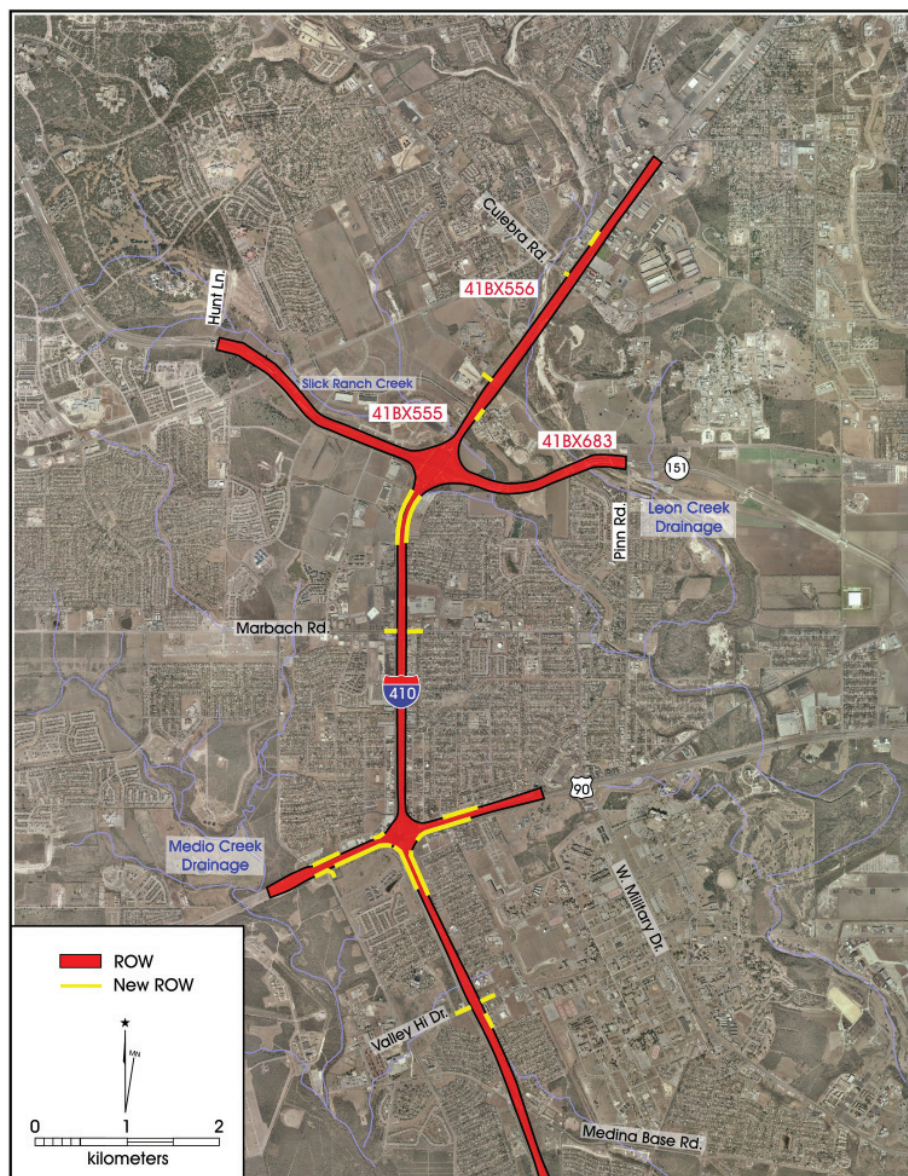 Culebra Rd.
41BX556
Hunt Ln.
Slick Ranch Creek
41BX555
41BX683
151
Leon Creek
Drainage
Pinn Rd.
Marbach Rd.
410
90
Medio Creek
Drainage
W. Military Dr.
ROW
New ROW
Valley Hi Dr.
MN
Medina Base Rd.
0 1 2
kilometers